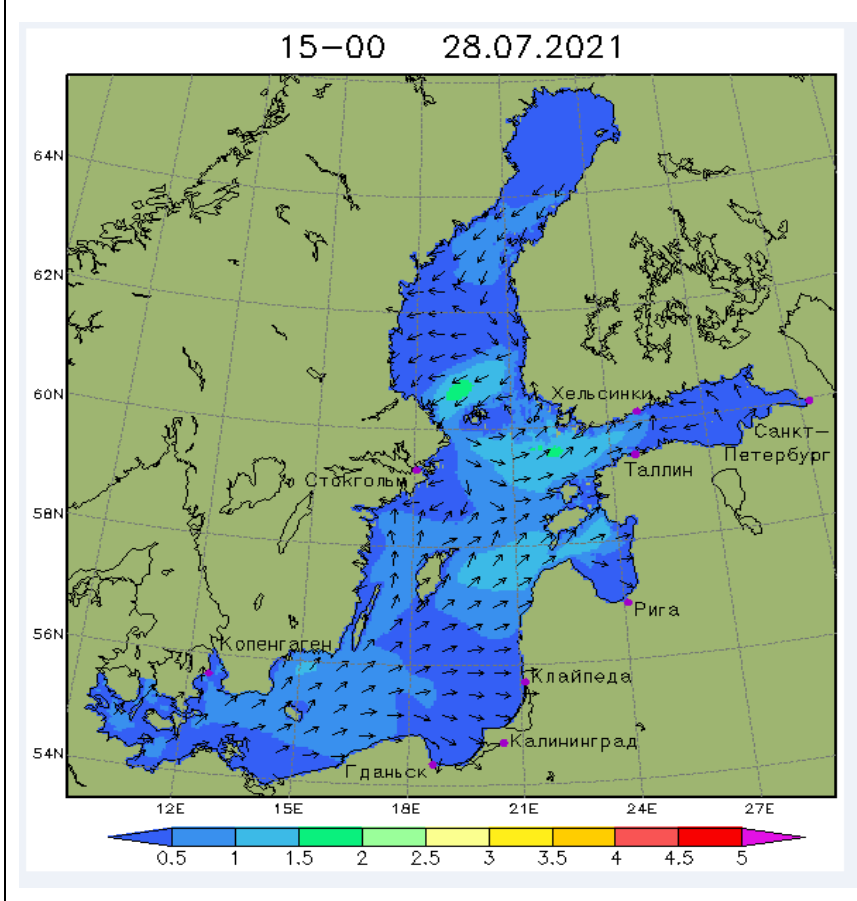 15-00 28.07.2021
64N
62N
60N
58N
56N
54N
Хельсинки
Санкт-
Петербург
Таллин
Стокгольм
Рига
Копенгаген
Клайпеда
Калининград
Гданьск
12E 15E 18E 21E 24E 27E
0.5 1 1.5 2 2.5 3 3.5 4 4.5 5